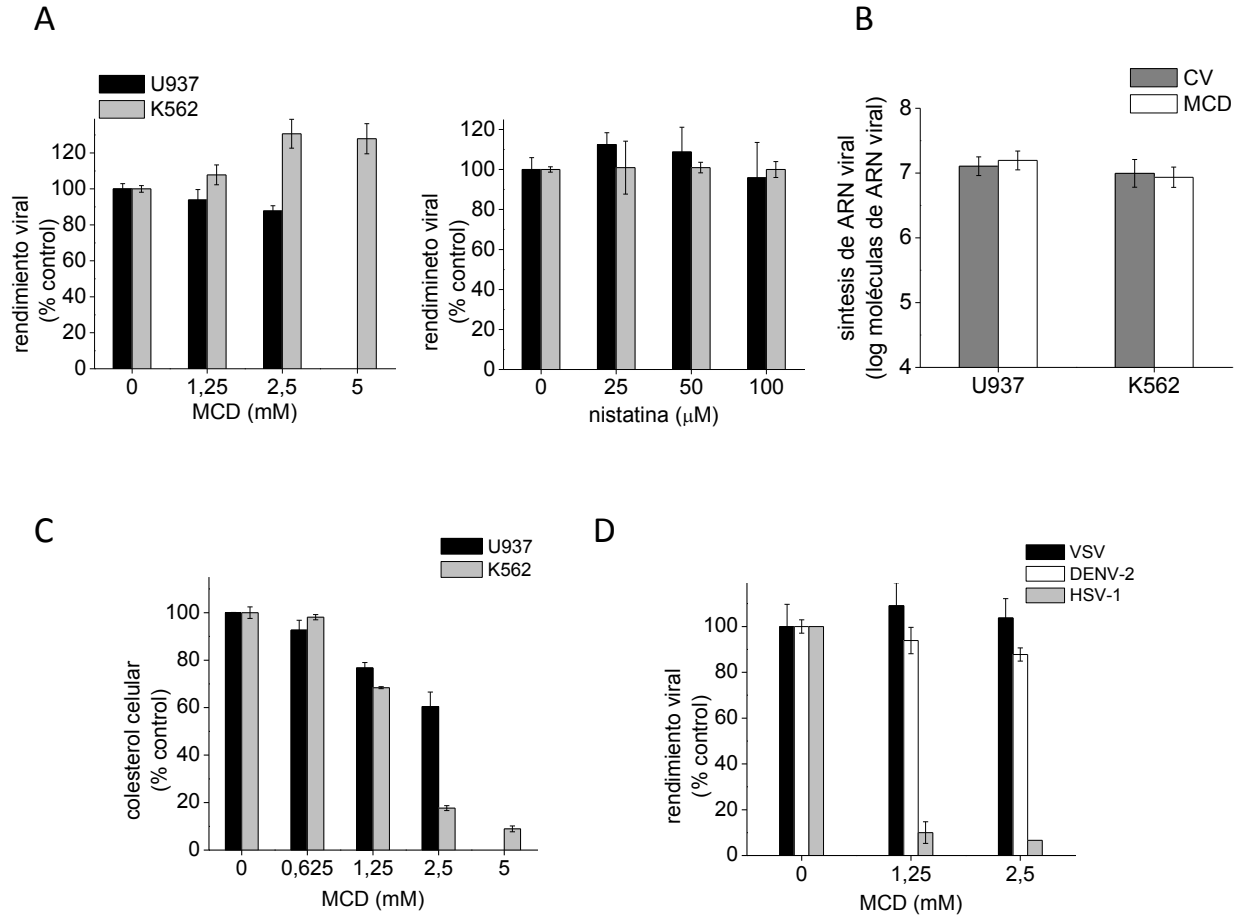 A
U937
K562
rendimiento viral
(% control)
120
100
80
60
40
20
0
0 1,25 2,5 5
MCD (mM)
rendimineto viral
(% control)
120
100
80
60
40
20
0
0 25 50 100
nistatina (μM)
B
CV
MCD
sintesis de ARN viral
(log moléculas de ARN viral)
8
7
6
5
4
U937 K562
C
U937
K562
colesterol celular
(% control)
100
80
60
40
20
0
0 0,625 1,25 2,5 5
MCD (mM)
D
VSV
DENV-2
HSV-1
rendimiento viral
(% control)
100
80
60
40
20
0
0 1,25 2,5
MCD (mM)